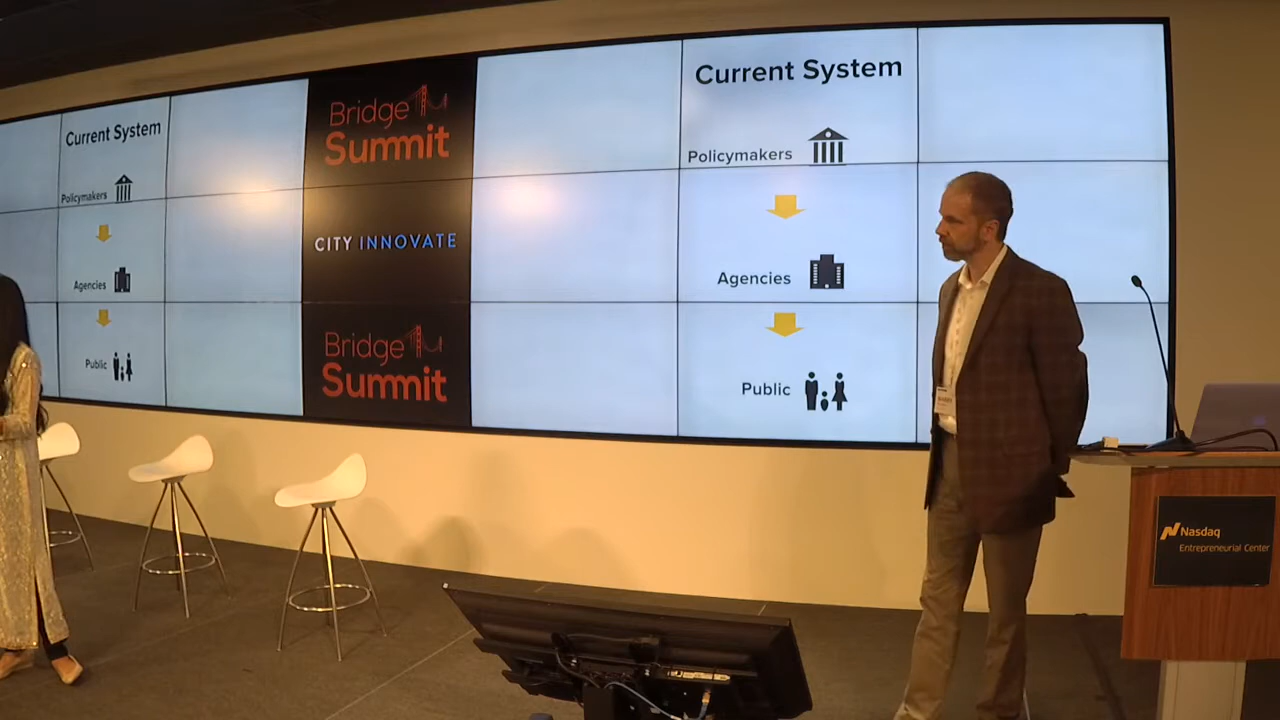 Current System
Policymakers
Agencies
Public
Bridge
Summit
CITY INNOVATE
Bridge
Summit
Current System
Policymakers
Agencies
Public
Nasdaq
Entrepreneurial Center